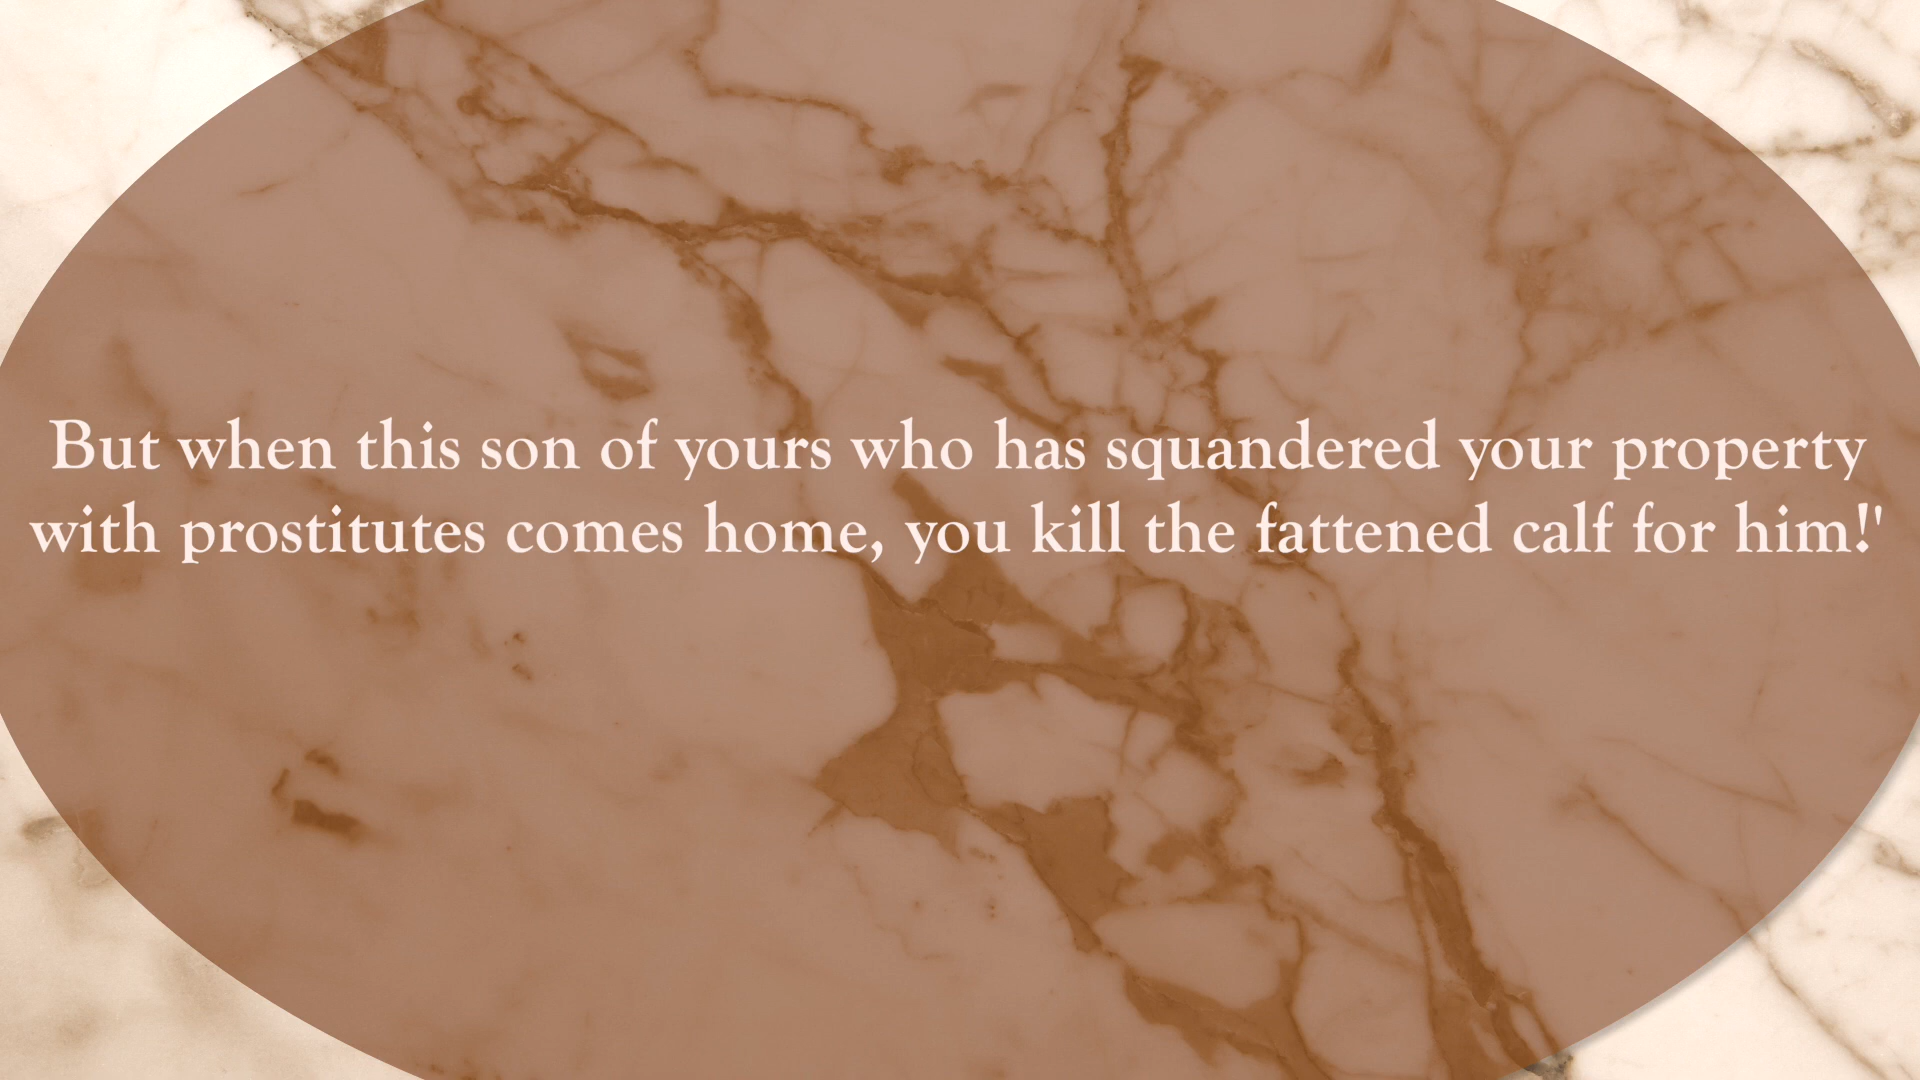 But when this son of yours who has squandered your property
with prostitutes comes home, you kill the fattened calf for him!'